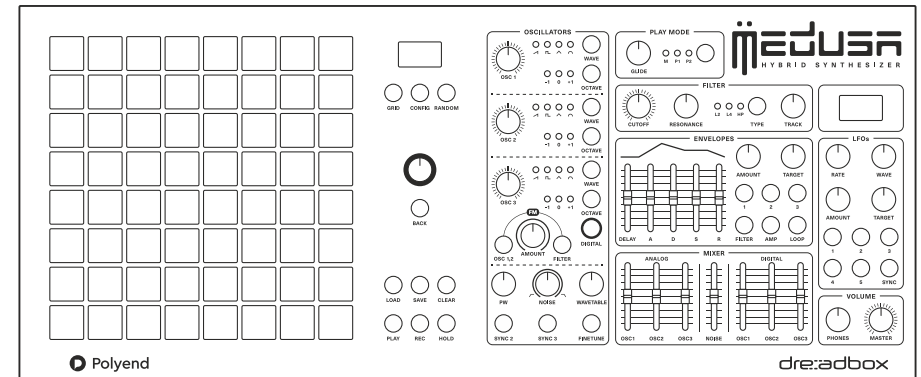 MEDUSA
HYBRID SYNTHESIZER
GRID CONFIG RANDOM
BACK
LOAD SAVE CLEAR
PLAY REC HOLD
Polyend
OSCILLATORS
WAVE
OSC 1
-1 0 +1
OCTAVE
WAVE
OSC 2
-1 0 +1
OCTAVE
WAVE
OSC 3
-1 0 +1
OCTAVE
FM
DIGITAL
OSC 1,2 AMOUNT FILTER
PW NOISE WAVETABLE
SYNC 2 SYNC 3 FINETUNE
PLAY MODE
GLIDE M P1 P2
FILTER
CUTOFF RESONANCE L2 L4 HP TYPE TRACK
ENVELOPES
AMOUNT TARGET
1 2 3
DELAY A D S R FILTER AMP LOOP
MIXER
ANALOG DIGITAL
OSC1 OSC2 OSC3 NOISE OSC1 OSC2 OSC3
LFOs
RATE WAVE
AMOUNT TARGET
1 2 3
4 5 SYNC
VOLUME
PHONES MASTER
dreadbox